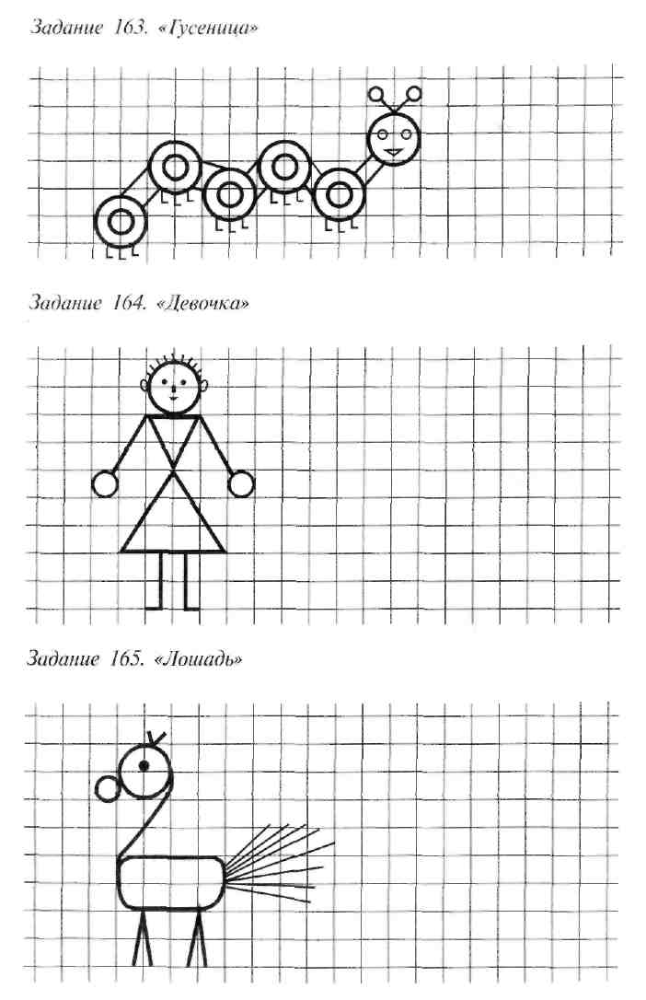 Задание 163. «Гусеница»
Задание 164. «Девочка»
Задание 165. «Лошадь»